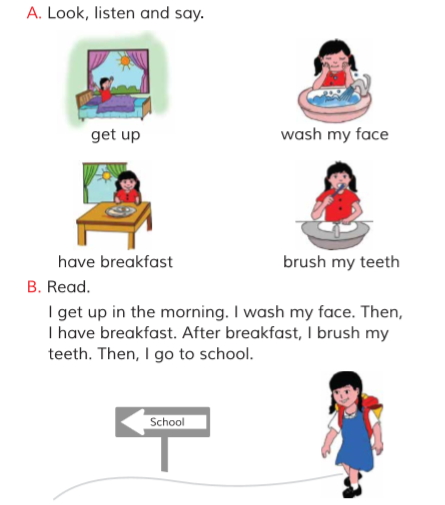 A. Look, listen and say.
get up
wash my face
have breakfast
brush my teeth
B. Read.
I get up in the morning. I wash my face. Then,
I have breakfast. After breakfast, I brush my
teeth. Then, I go to school.
School